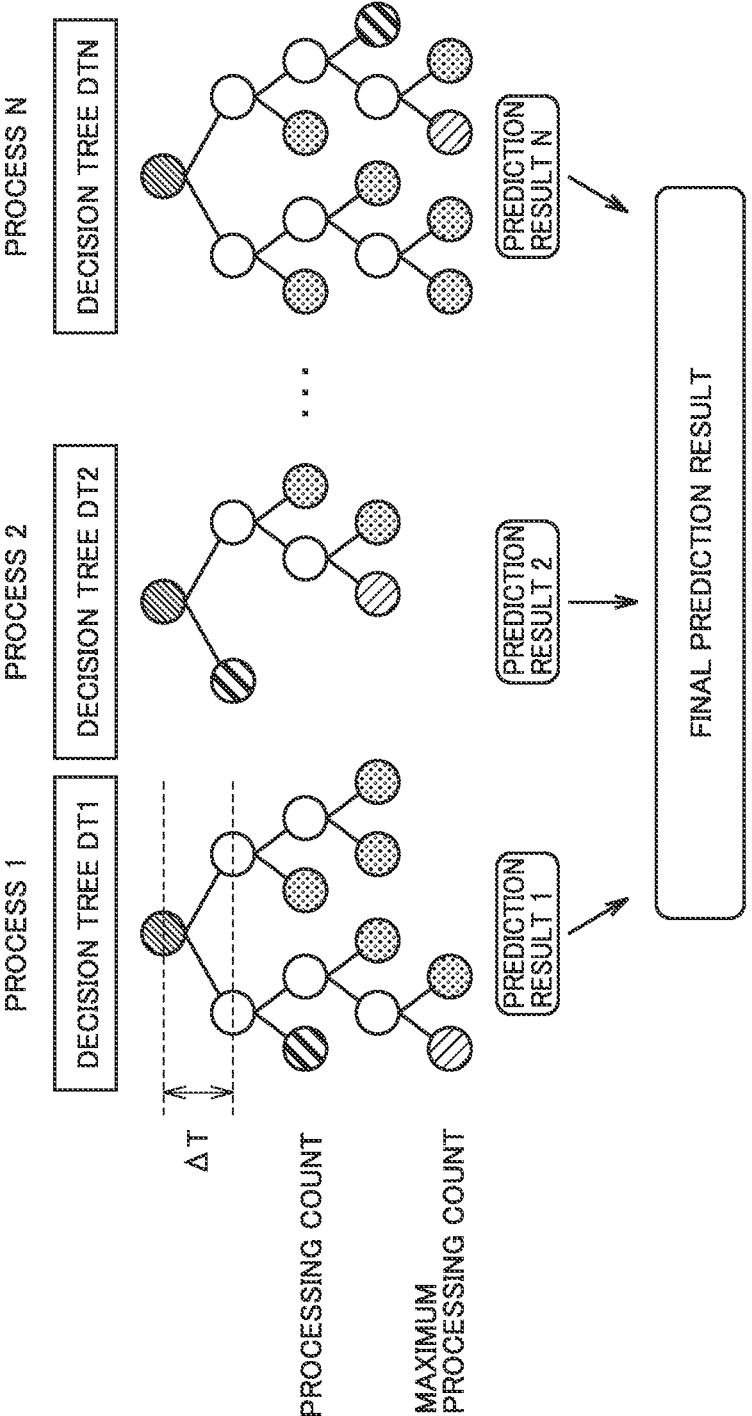 PROCESS 1
PROCESS 2
PROCESS N
DECISION TREE DT1
DECISION TREE DT2
DECISION TREE DTN
ΔT
PROCESSING COUNT
MAXIMUM
PROCESSING COUNT
...
PREDICTION
RESULT 1
PREDICTION
RESULT 2
PREDICTION
RESULT N
FINAL PREDICTION RESULT